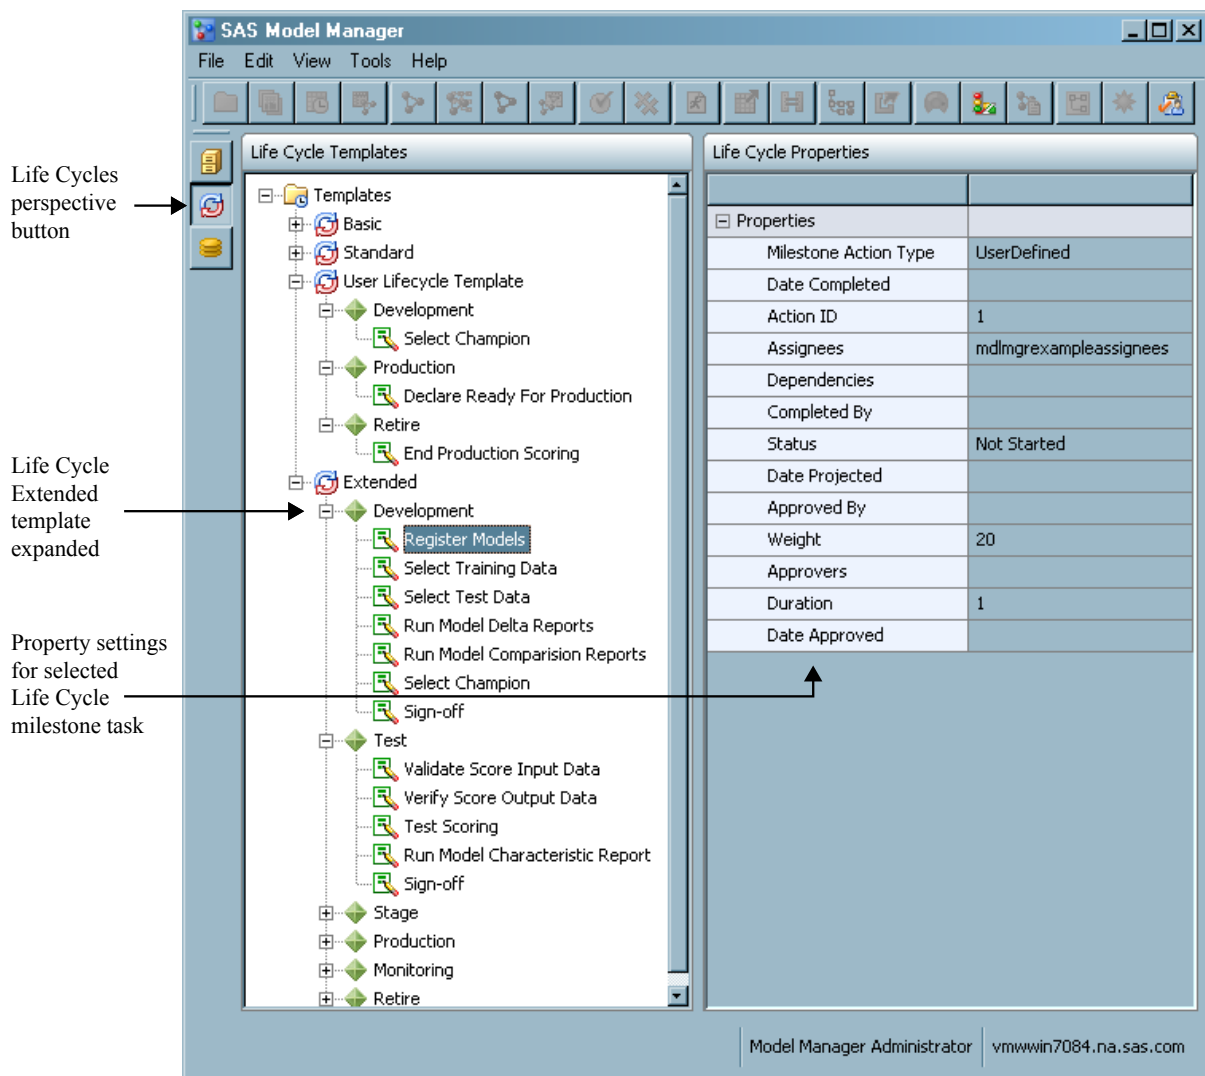 SAS Model Manager
File Edit View Tools Help
Life Cycle Templates
Templates
Basic
Standard
User Lifecycle Template
Development
Select Champion
Production
Declare Ready For Production
Retire
End Production Scoring
Extended
Development
Register Models
Select Training Data
Select Test Data
Run Model Delta Reports
Run Model Comparision Reports
Select Champion
Sign-off
Test
Validate Score Input Data
Verify Score Output Data
Test Scoring
Run Model Characteristic Report
Sign-off
Stage
Production
Monitoring
Retire
Life Cycle Properties
Properties
Milestone Action Type UserDefined
Date Completed
Action ID 1
Assignees mdlmgrexampleassignees
Dependencies
Completed By
Status Not Started
Date Projected
Approved By
Weight 20
Approvers
Duration 1
Date Approved
Model Manager Administrator vmwwin7084.na.sas.com
Life Cycles
perspective
button
Life Cycle
Extended
template
expanded
Property settings
for selected
Life Cycle
milestone task